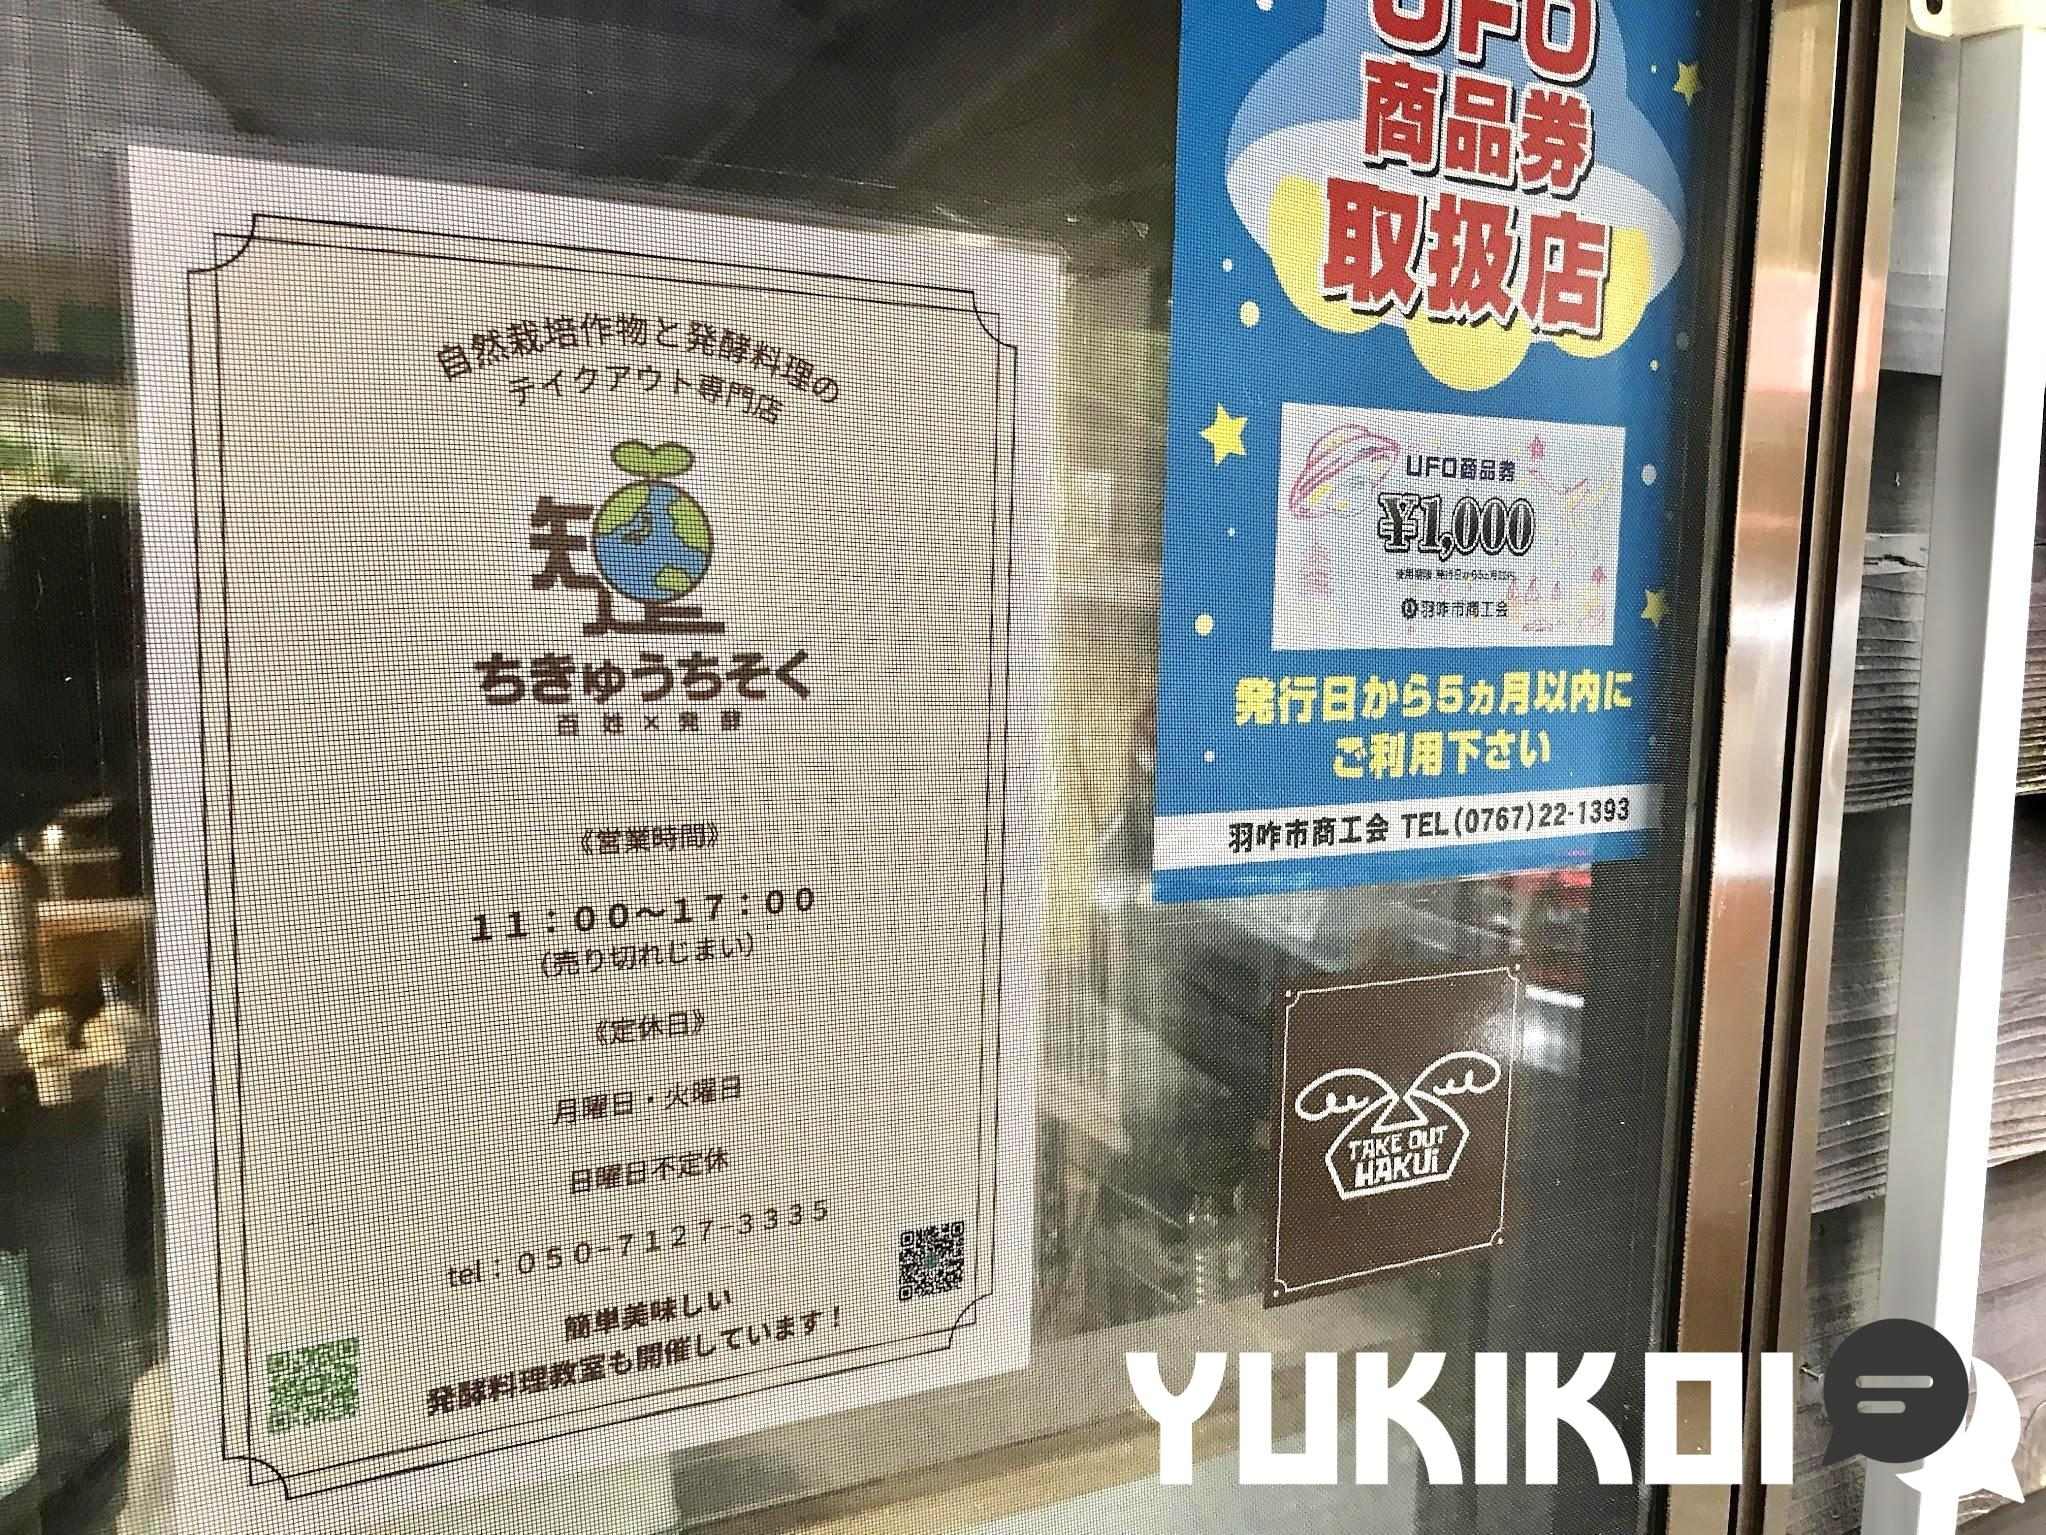 自然栽培作物と発酵料理の
テイクアウト専門店
知
ちきゅうちそく
百姓×発酵
《営業時間》
11：00～17：00
（売り切れじまい）
《定休日》
月曜日・火曜日
日曜日不定休
tel：050-7127-3335
簡単美味しい
発酵料理教室も開催しています！
UFO
商品券
取扱店
UFO商品券
¥1,000
羽咋市商工会
発行日から5ヵ月以内に
ご利用下さい
羽咋市商工会 TEL(0767)22-1393
TAKE OUT
HAKUi
YUKIKOI